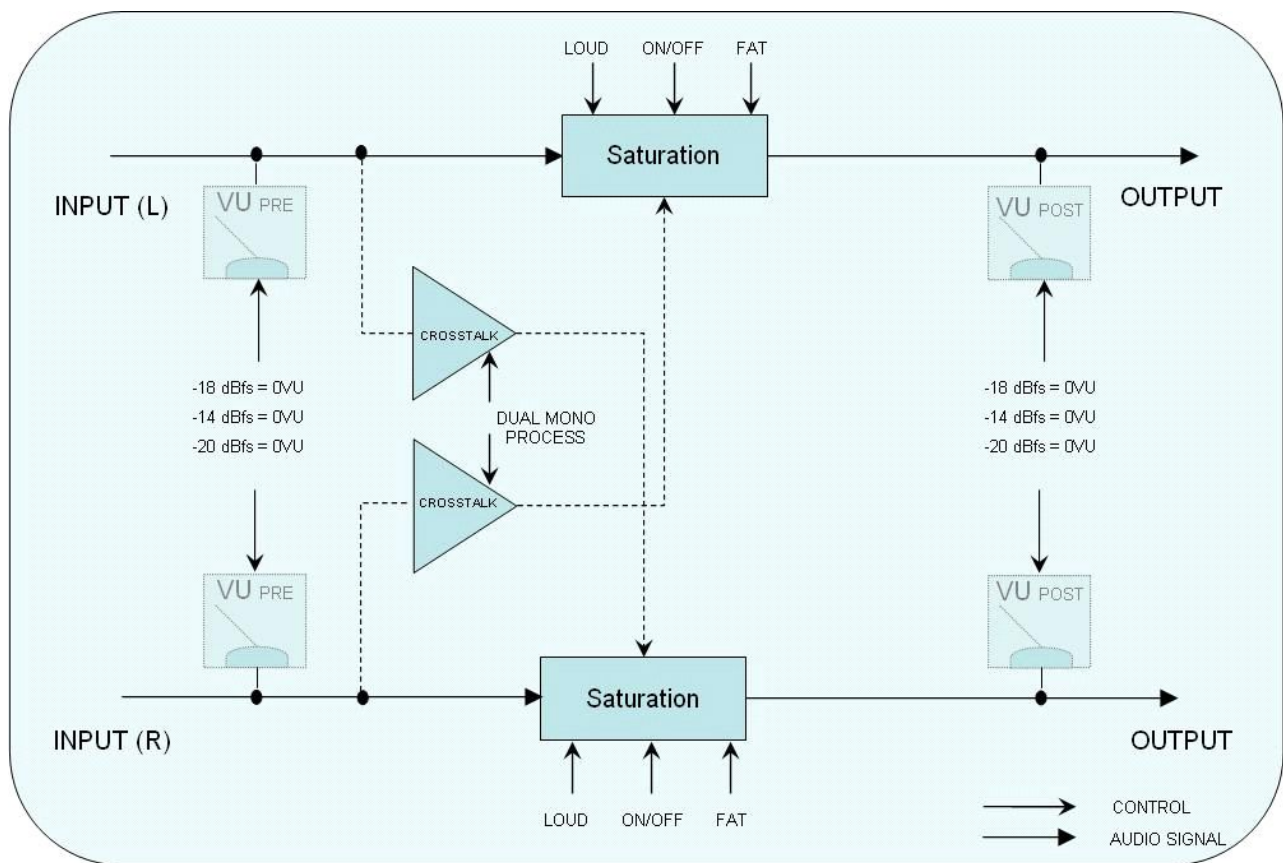 LOUD ON/OFF FAT
Saturation
INPUT (L)
VU PRE
VU POST
OUTPUT
CROSSTALK
-18 dBfs = 0VU
-14 dBfs = 0VU
-20 dBfs = 0VU
DUAL MONO
PROCESS
-18 dBfs = 0VU
-14 dBfs = 0VU
-20 dBfs = 0VU
CROSSTALK
VU PRE
VU POST
Saturation
INPUT (R)
OUTPUT
LOUD ON/OFF FAT
CONTROL
AUDIO SIGNAL